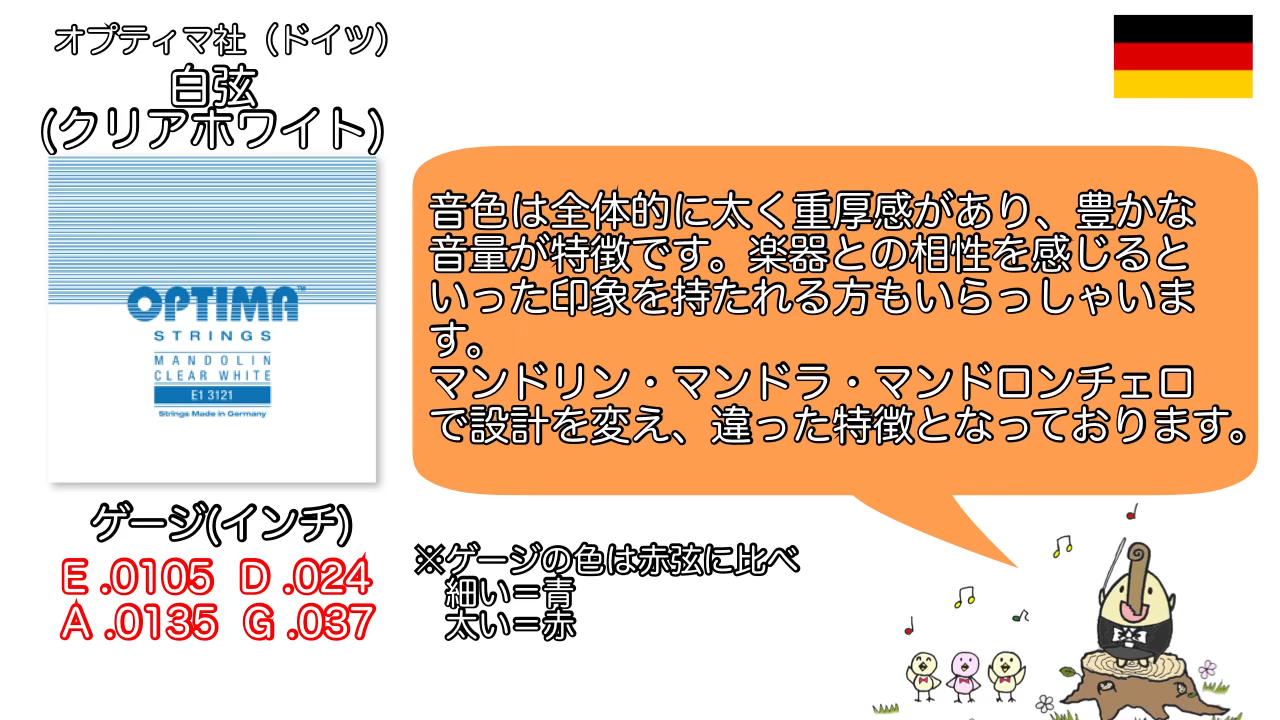 オプティマ社（ドイツ）
白弦
(クリアホワイト)
OPTIMA™
STRINGS
MANDOLIN
CLEAR WHITE
E1 3121
Strings Made in Germany
音色は全体的に太く重厚感があり、豊かな
音量が特徴です。楽器との相性を感じると
いった印象を持たれる方もいらっしゃいま
す。
マンドリン・マンドラ・マンドロンチェロ
で設計を変え、違った特徴となっております。
ゲージ(インチ)
E .0105 D .024
A .0135 G .037
※ゲージの色は赤弦に比べ
細い＝青
太い＝赤